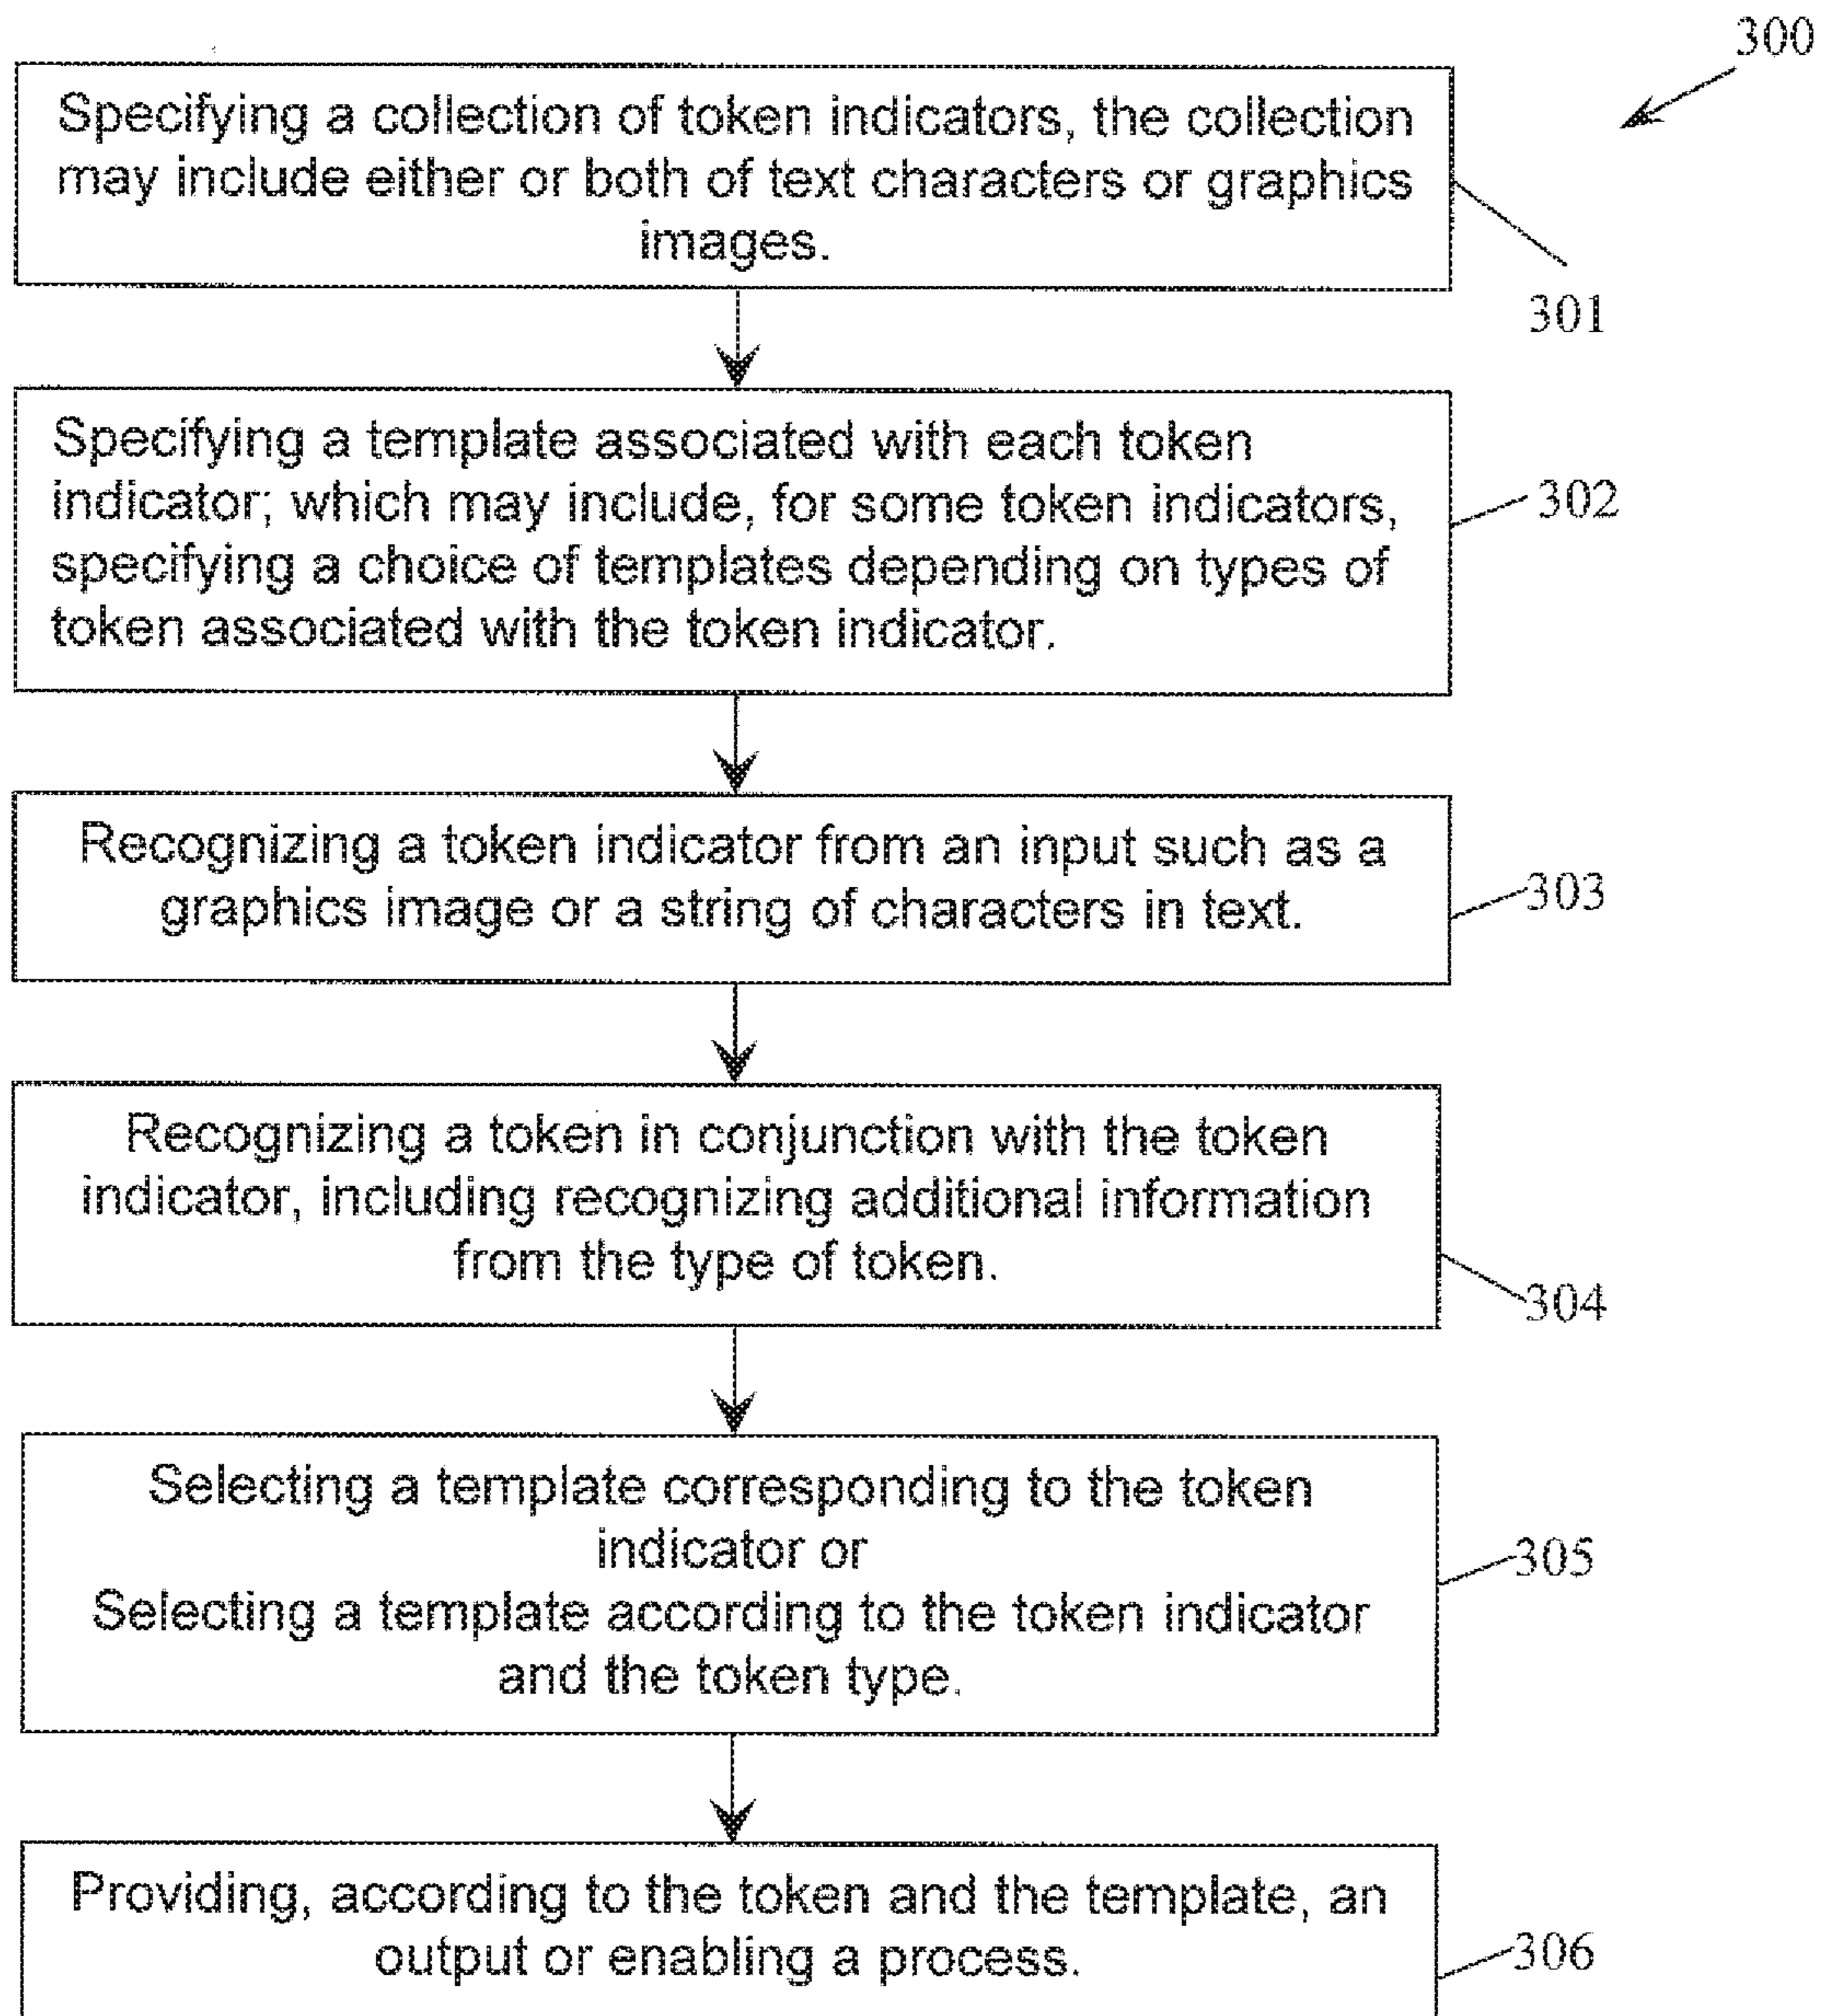 300
Specifying a collection of token indicators, the collection
may include either or both of text characters or graphics
images.
301
Specifying a template associated with each token
indicator; which may include, for some token indicators,
specifying a choice of templates depending on types of
token associated with the token indicator.
302
Recognizing a token indicator from an input such as a
graphics image or a string of characters in text.
303
Recognizing a token in conjunction with the token
indicator, including recognizing additional information
from the type of token.
304
Selecting a template corresponding to the token
indicator or
Selecting a template according to the token indicator
and the token type.
305
Providing, according to the token and the template, an
output or enabling a process.
306